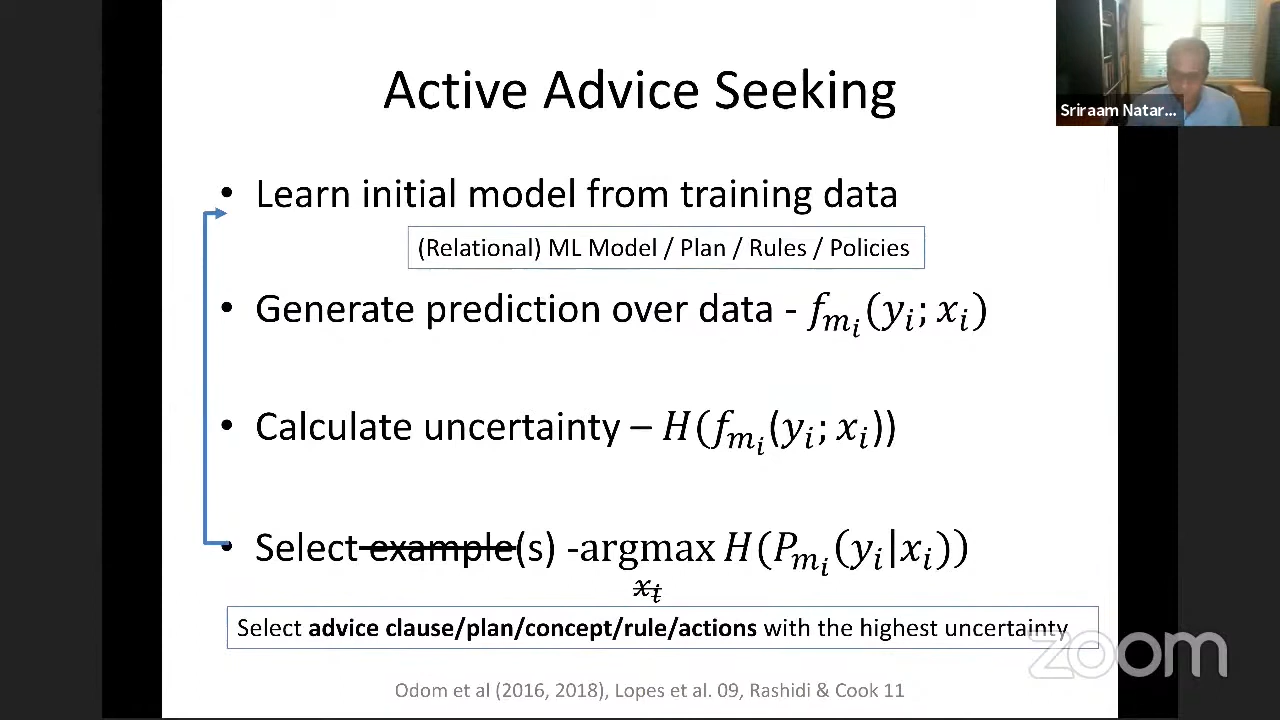 Active Advice Seeking
Sriraam Natar...
• Learn initial model from training data
(Relational) ML Model / Plan / Rules / Policies
• Generate prediction over data - $f_{m_i}(y_i; x_i)$
• Calculate uncertainty – $H(f_{m_i}(y_i; x_i))$
• Select example(s) -argmax $H(P_{m_i}(y_i|x_i))$
$x_i$
Select advice clause/plan/concept/rule/actions with the highest uncertainty
zoom
Odom et al (2016, 2018), Lopes et al. 09, Rashidi & Cook 11